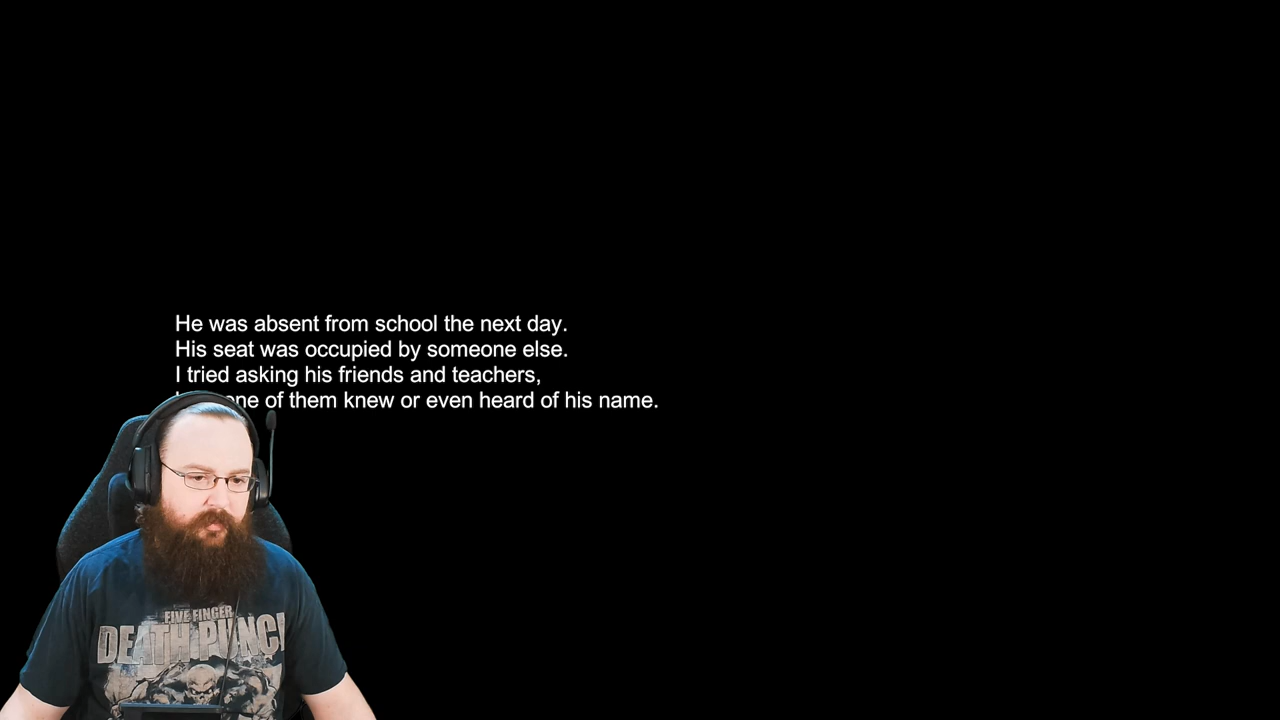 He was absent from school the next day.
His seat was occupied by someone else.
I tried asking his friends and teachers,
one of them knew or even heard of his name.
FIVE FINGER
DEATH PUNCH